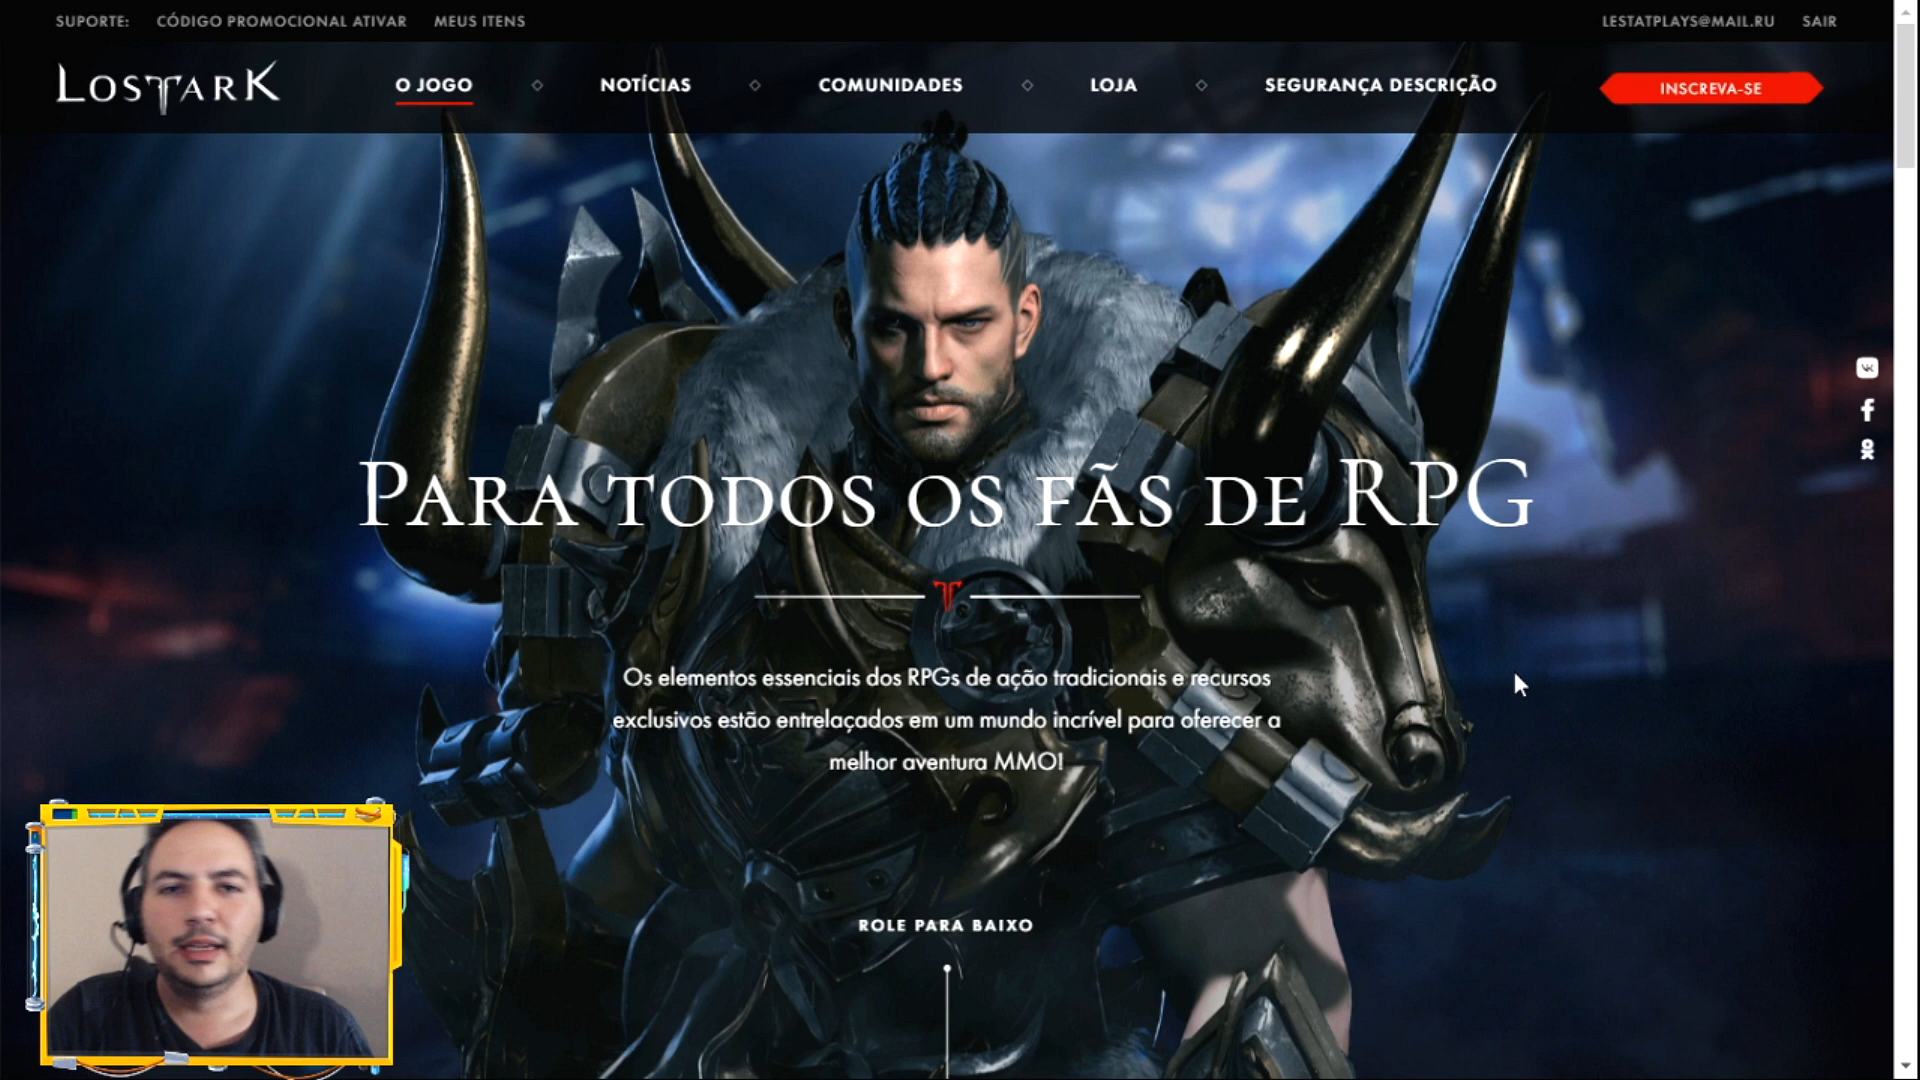 SUPORTE: CÓDIGO PROMOCIONAL ATIVAR MEUS ITENS LESTATPLAYS@MAIL.RU SAIR
LOSTARK O JOGO NOTÍCIAS COMUNIDADES LOJA SEGURANÇA DESCRIÇÃO INSCREVA-SE
PARA TODOS OS FÃS DE RPG
Os elementos essenciais dos RPGs de ação tradicionais e recursos
exclusivos estão entrelaçados em um mundo incrível para oferecer a
melhor aventura MMO!
ROLE PARA BAIXO